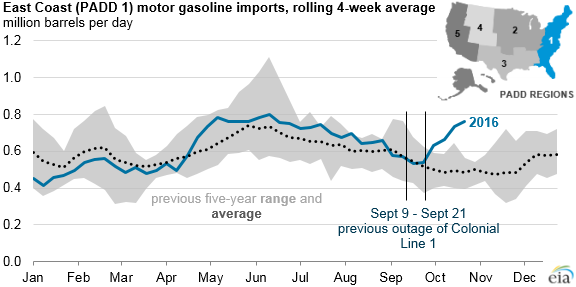 East Coast (PADD 1) motor gasoline imports, rolling 4-week average
million barrels per day
1.2
1.0
0.8
0.6
0.4
0.2
0.0
5
4
2
3
1
PADD REGIONS
2016
previous five-year range and
average
Sept 9 - Sept 21
previous outage of Colonial
Line 1
Jan Feb Mar Apr May Jun Jul Aug Sep Oct Nov Dec
eia